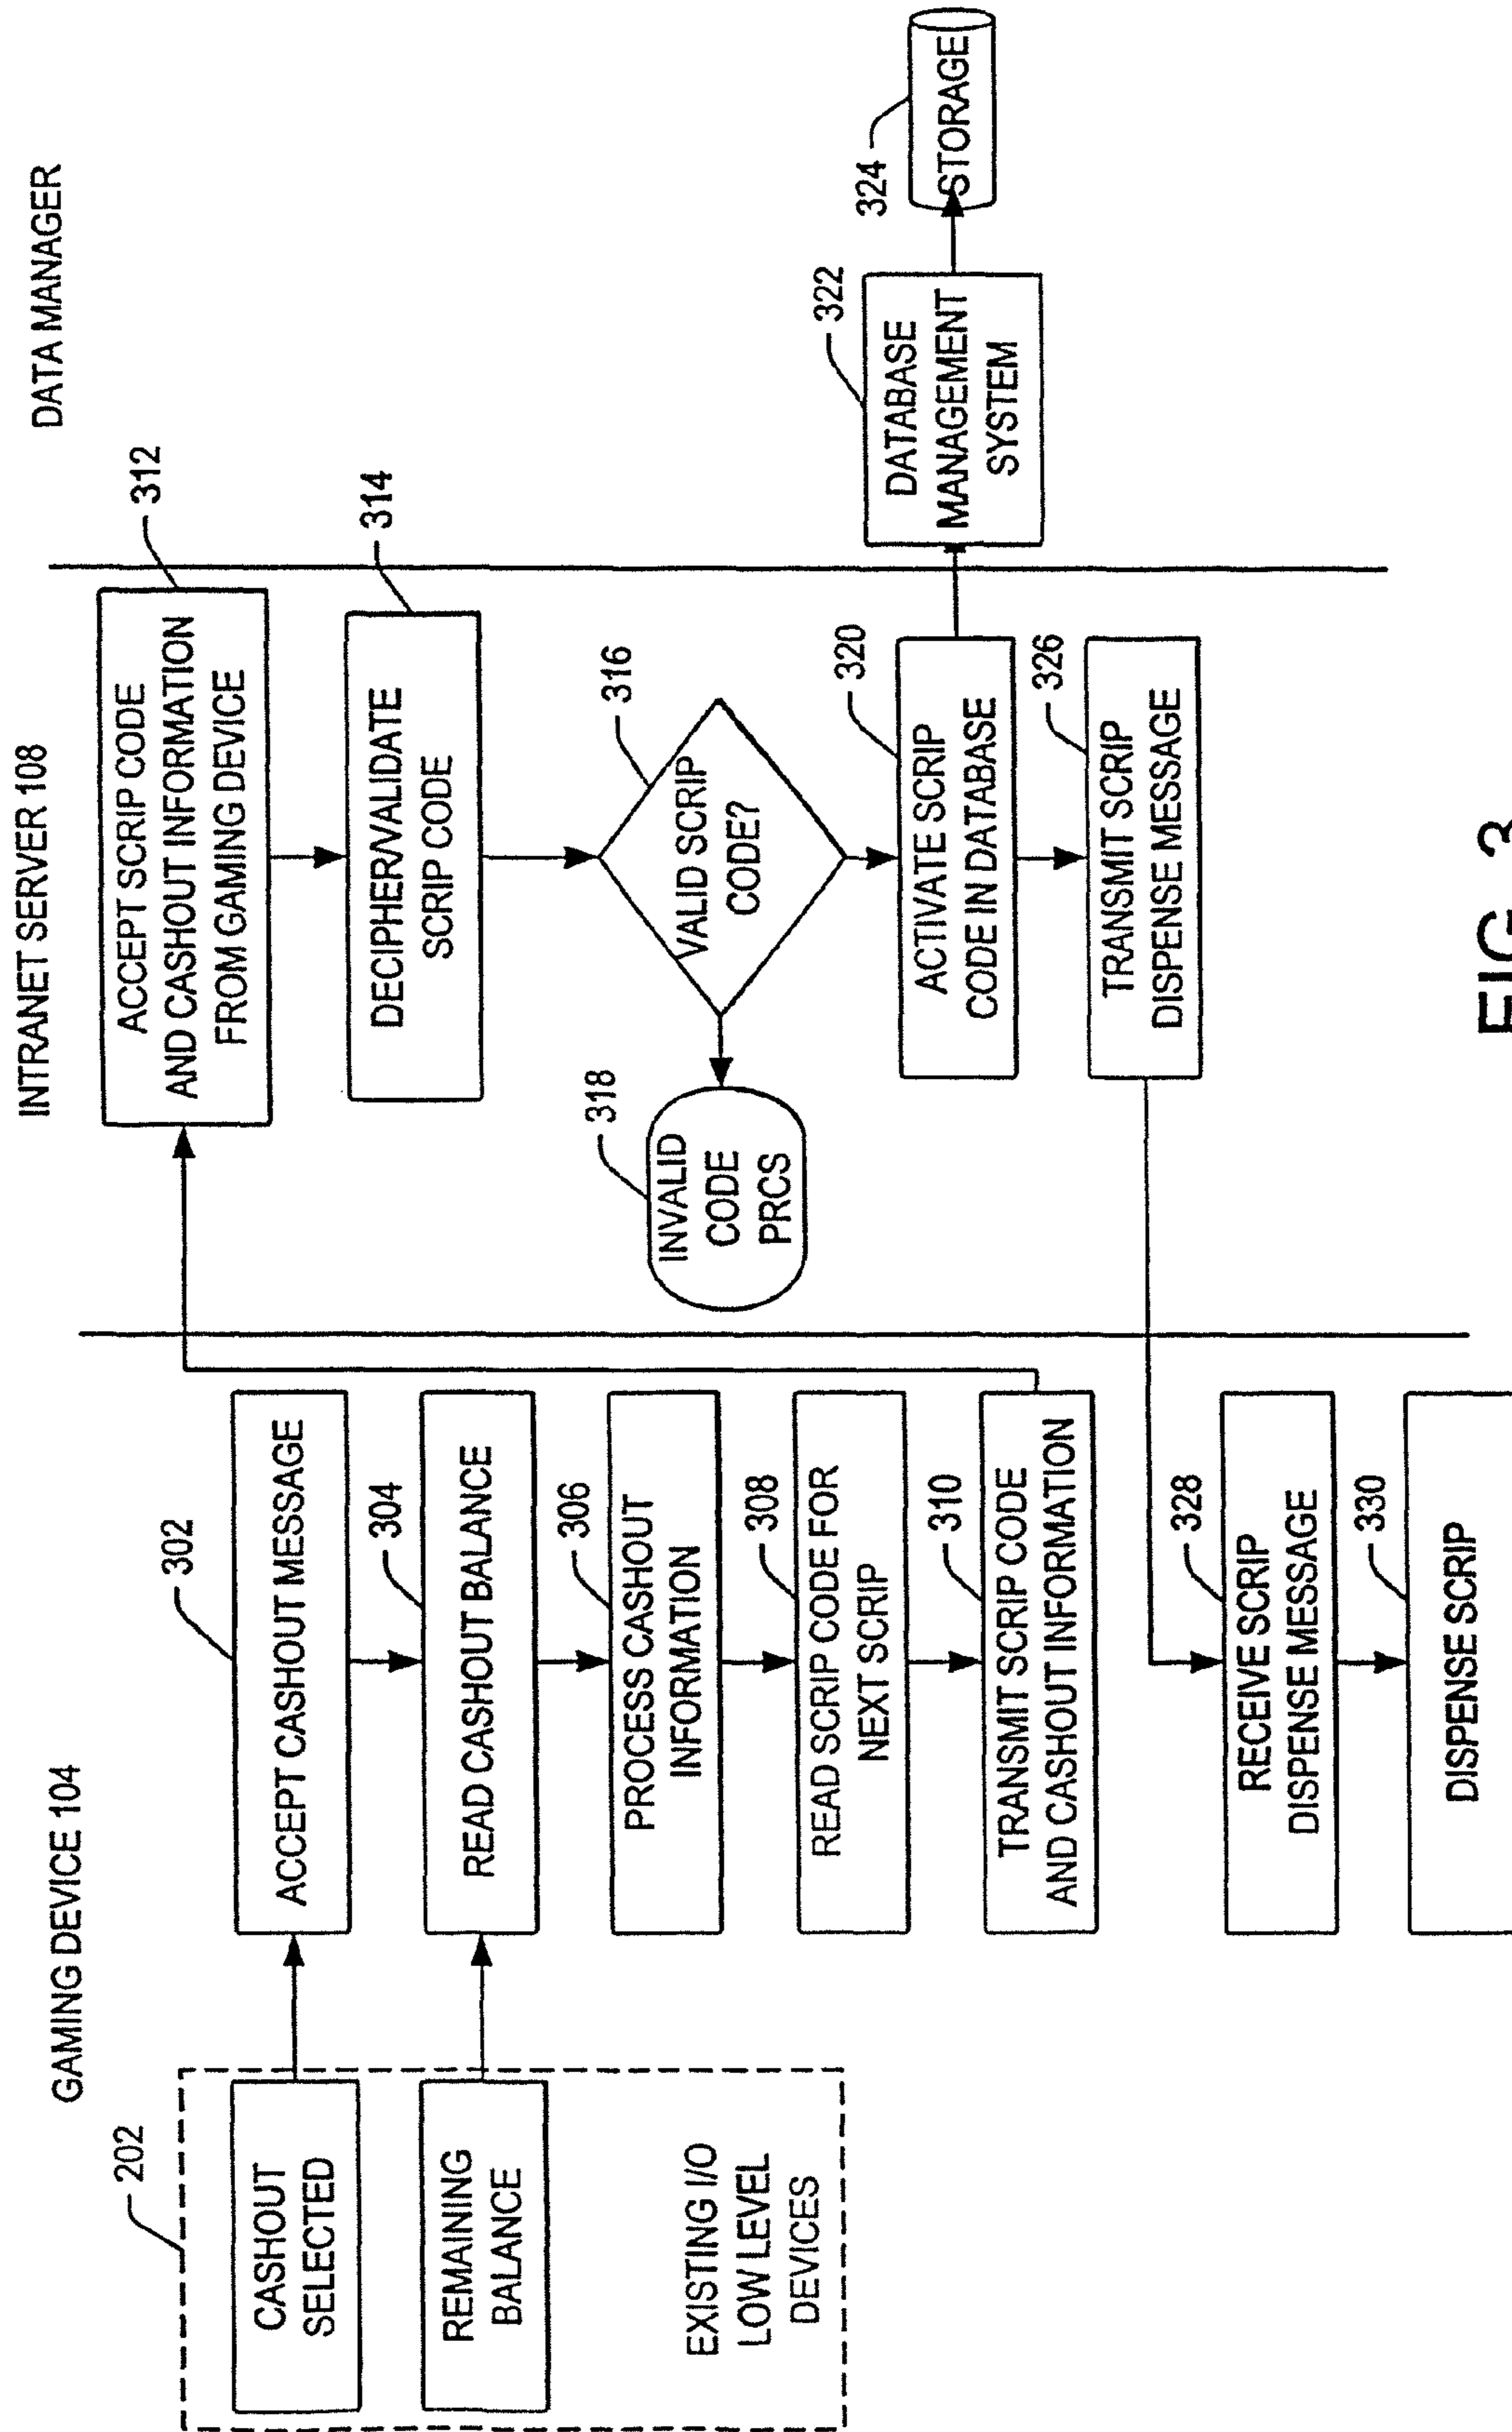 GAMING DEVICE 104
INTRANET SERVER 108
DATA MANAGER
202
CASHOUT
SELECTED
REMAINING
BALANCE
EXISTING I/O
LOW LEVEL
DEVICES
302
ACCEPT CASHOUT MESSAGE
304
READ CASHOUT BALANCE
306
PROCESS CASHOUT
INFORMATION
308
READ SCRIP CODE FOR
NEXT SCRIP
310
TRANSMIT SCRIP CODE
AND CASHOUT INFORMATION
328
RECEIVE SCRIP
DISPENSE MESSAGE
330
DISPENSE SCRIP
312
ACCEPT SCRIP CODE
AND CASHOUT INFORMATION
FROM GAMING DEVICE
314
DECIPHER/VALIDATE
SCRIP CODE
316
VALID SCRIP
CODE?
318
INVALID
CODE
PRCS
320
ACTIVATE SCRIP
CODE IN DATABASE
326
TRANSMIT SCRIP
DISPENSE MESSAGE
322
DATABASE
MANAGEMENT
SYSTEM
324
STORAGE
FIG. 3